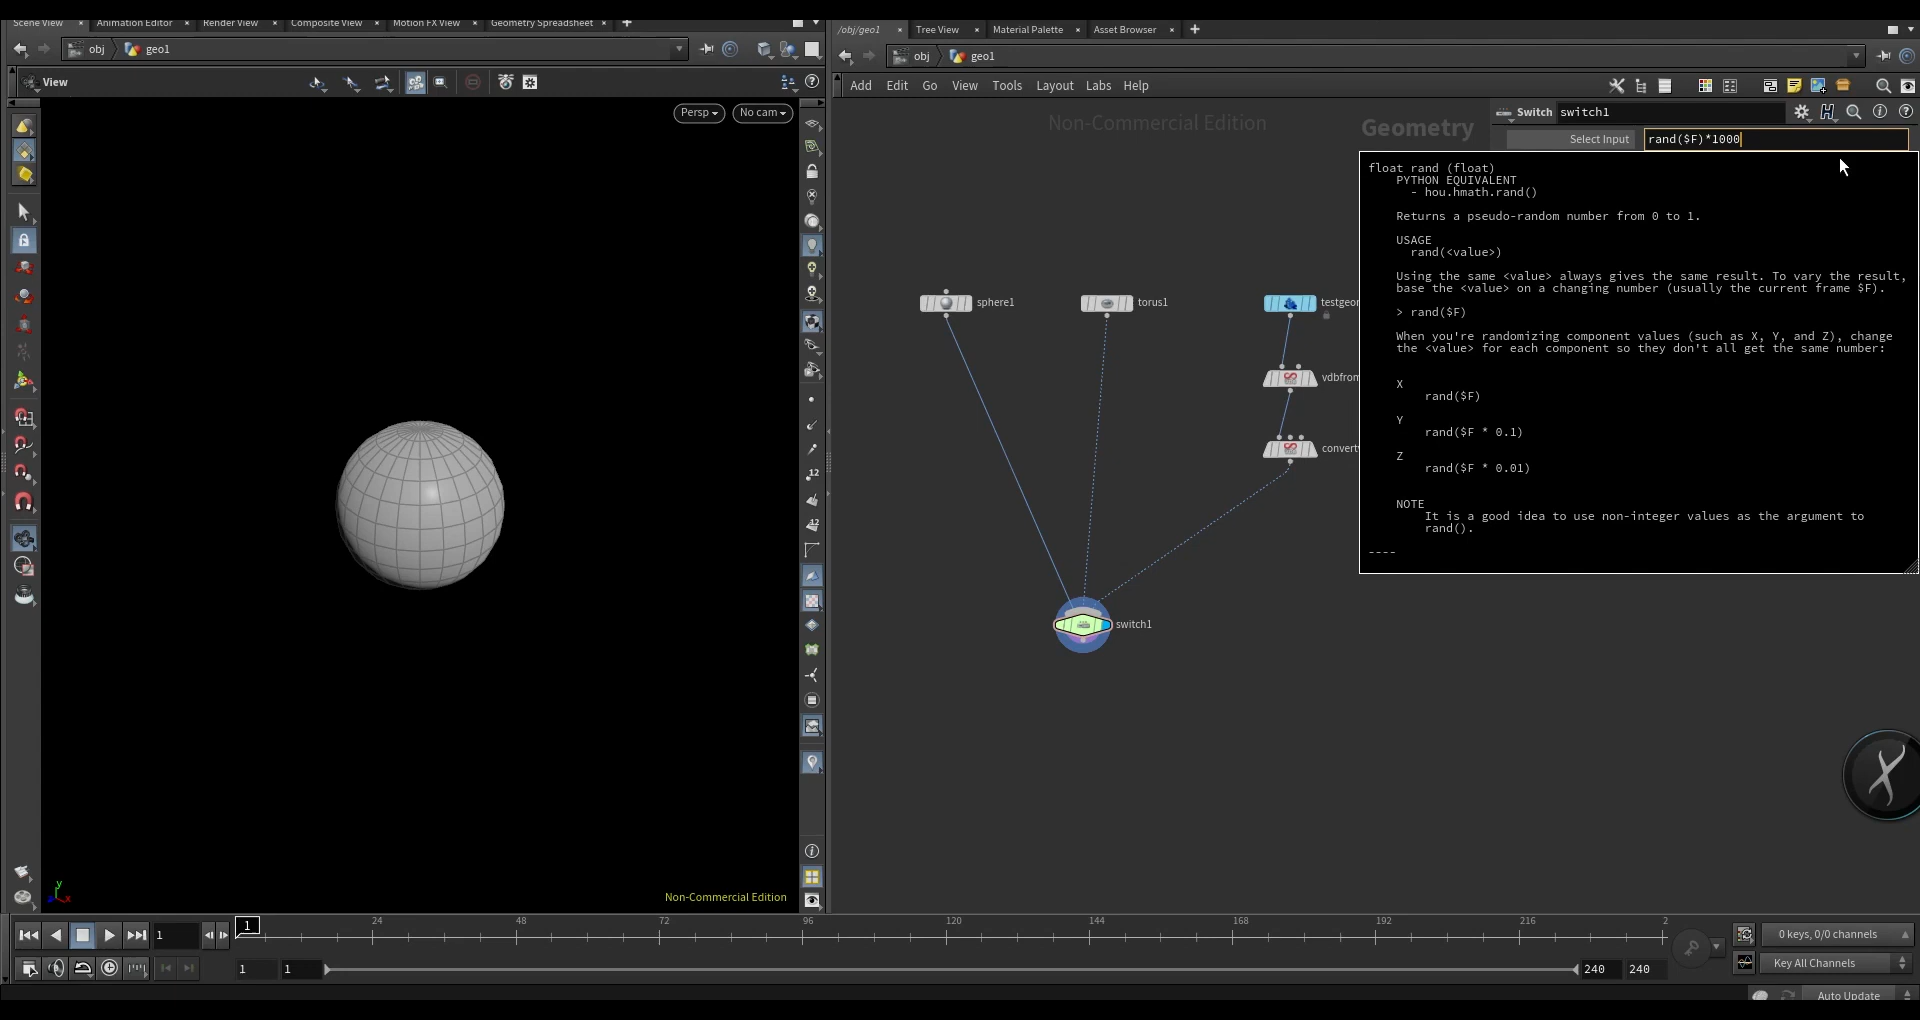 Scene View
Animation Editor
Render View
Composite View
Motion FX View
Geometry Spreadsheet
/obj/geo1
Tree View
Material Palette
Asset Browser
obj
geo1
obj
geo1
View
Add
Edit
Go
View
Tools
Layout
Labs
Help
Persp
No cam
Non-Commercial Edition
Geometry
Switch
switch1
Select Input
rand($F)*1000
float rand (float)
PYTHON EQUIVALENT
- hou.hmath.rand()
Returns a pseudo-random number from 0 to 1.
USAGE
rand(<value>)
Using the same <value> always gives the same result. To vary the result,
base the <value> on a changing number (usually the current frame $F).
> rand($F)
When you're randomizing component values (such as X, Y, and Z), change
the <value> for each component so they don't all get the same number:
X
rand($F)
Y
rand($F * 0.1)
Z
rand($F * 0.01)
NOTE
It is a good idea to use non-integer values as the argument to
rand().
----
sphere1
torus1
testgeor
vdbfrom
convert
switch1
12
12
y
x
Non-Commercial Edition
1
1
24
48
72
96
120
144
168
192
216
2
0 keys, 0/0 channels
1
1
240
240
Key All Channels
Auto Update